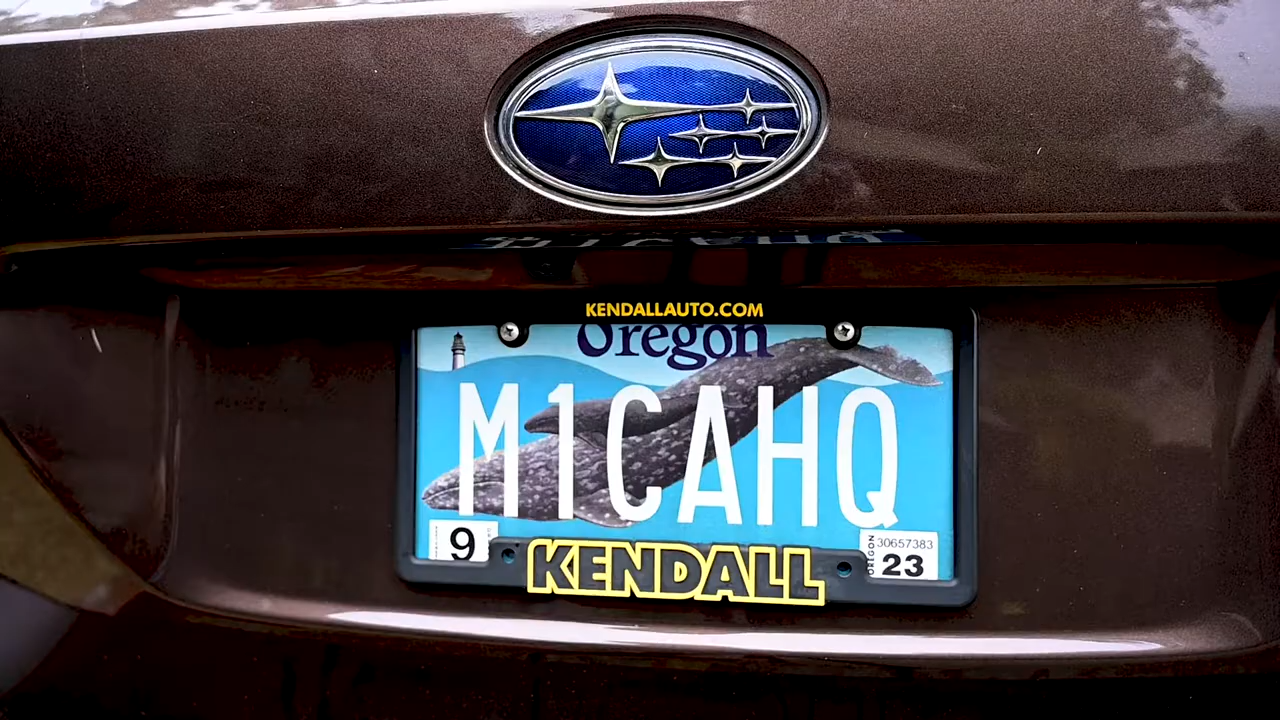 KENDALLAUTO.COM
Oregon
M1CAHQ
9
OREGON
30657383
23
KENDALL